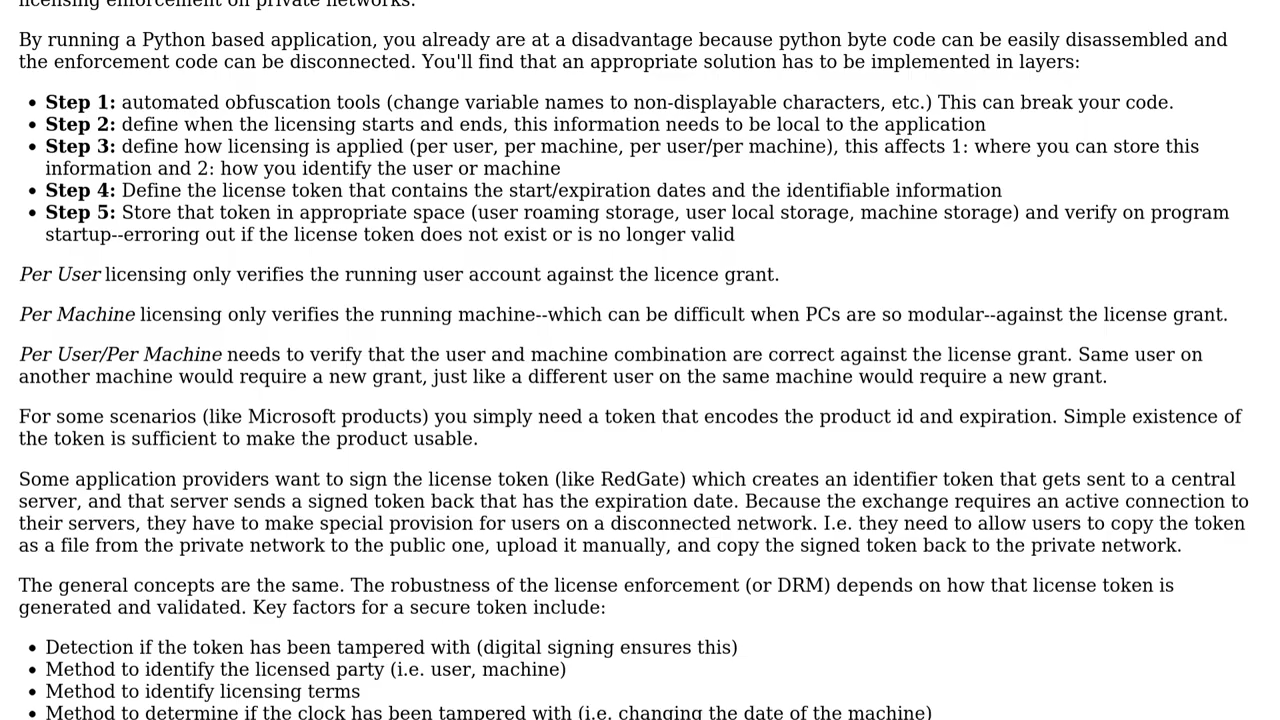 licensing enforcement on private networks.
By running a Python based application, you already are at a disadvantage because python byte code can be easily disassembled and
the enforcement code can be disconnected. You'll find that an appropriate solution has to be implemented in layers:
• Step 1: automated obfuscation tools (change variable names to non-displayable characters, etc.) This can break your code.
• Step 2: define when the licensing starts and ends, this information needs to be local to the application
• Step 3: define how licensing is applied (per user, per machine, per user/per machine), this affects 1: where you can store this
information and 2: how you identify the user or machine
• Step 4: Define the license token that contains the start/expiration dates and the identifiable information
• Step 5: Store that token in appropriate space (user roaming storage, user local storage, machine storage) and verify on program
startup--erroring out if the license token does not exist or is no longer valid
Per User licensing only verifies the running user account against the licence grant.
Per Machine licensing only verifies the running machine--which can be difficult when PCs are so modular--against the license grant.
Per User/Per Machine needs to verify that the user and machine combination are correct against the license grant. Same user on
another machine would require a new grant, just like a different user on the same machine would require a new grant.
For some scenarios (like Microsoft products) you simply need a token that encodes the product id and expiration. Simple existence of
the token is sufficient to make the product usable.
Some application providers want to sign the license token (like RedGate) which creates an identifier token that gets sent to a central
server, and that server sends a signed token back that has the expiration date. Because the exchange requires an active connection to
their servers, they have to make special provision for users on a disconnected network. I.e. they need to allow users to copy the token
as a file from the private network to the public one, upload it manually, and copy the signed token back to the private network.
The general concepts are the same. The robustness of the license enforcement (or DRM) depends on how that license token is
generated and validated. Key factors for a secure token include:
• Detection if the token has been tampered with (digital signing ensures this)
• Method to identify the licensed party (i.e. user, machine)
• Method to identify licensing terms
• Method to determine if the clock has been tampered with (i.e. changing the date of the machine)